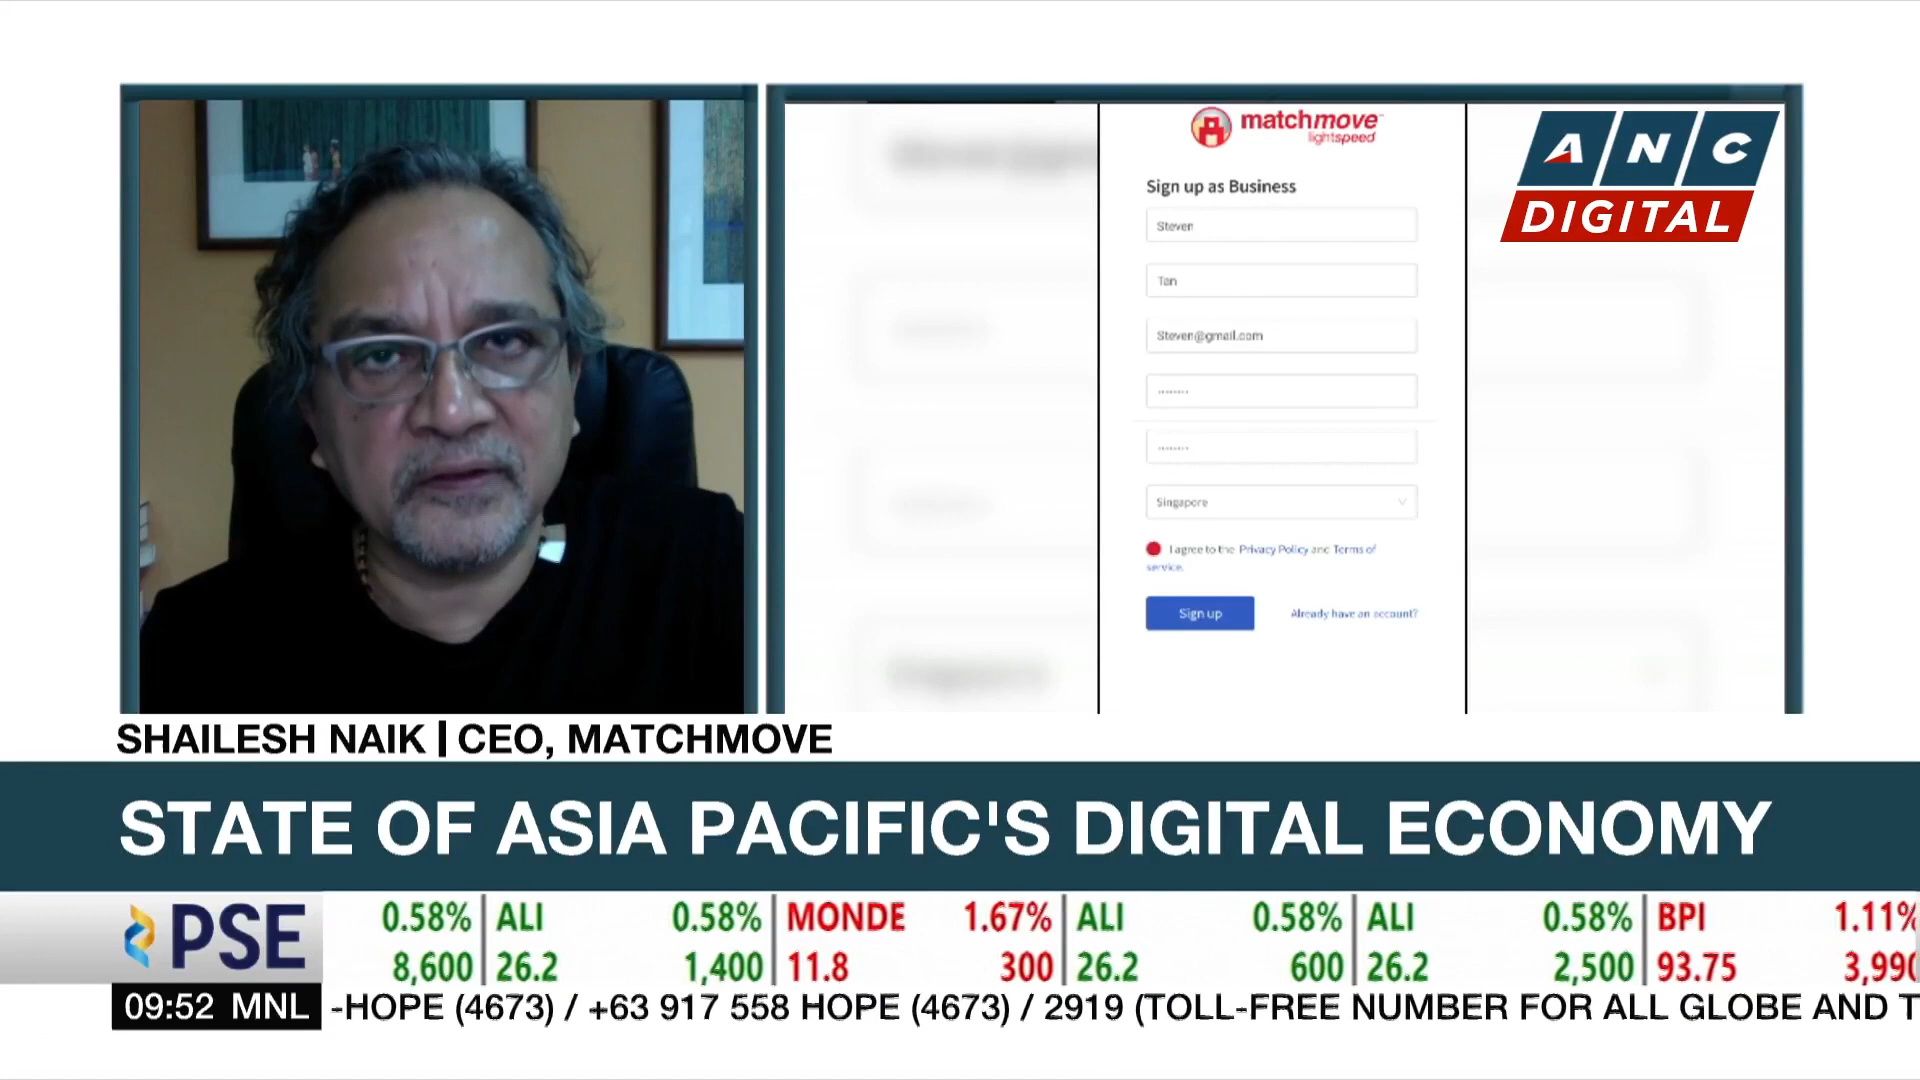 matchmove
lightspeed
Sign up as Business
Steven
Tan
Steven@gmail.com
Singapore
I agree to the Privacy Policy and Terms of
service.
Sign up
Already have an account?
ANC
DIGITAL
SHAILESH NAIK | CEO, MATCHMOVE
STATE OF ASIA PACIFIC'S DIGITAL ECONOMY
PSE
0.58% ALI 0.58% MONDE 1.67% ALI 0.58% ALI 0.58% BPI 1.11%
8,600 26.2 1,400 11.8 300 26.2 600 26.2 2,500 93.75 3,990
09:52 MNL -HOPE (4673) / +63 917 558 HOPE (4673) / 2919 (TOLL-FREE NUMBER FOR ALL GLOBE AND T